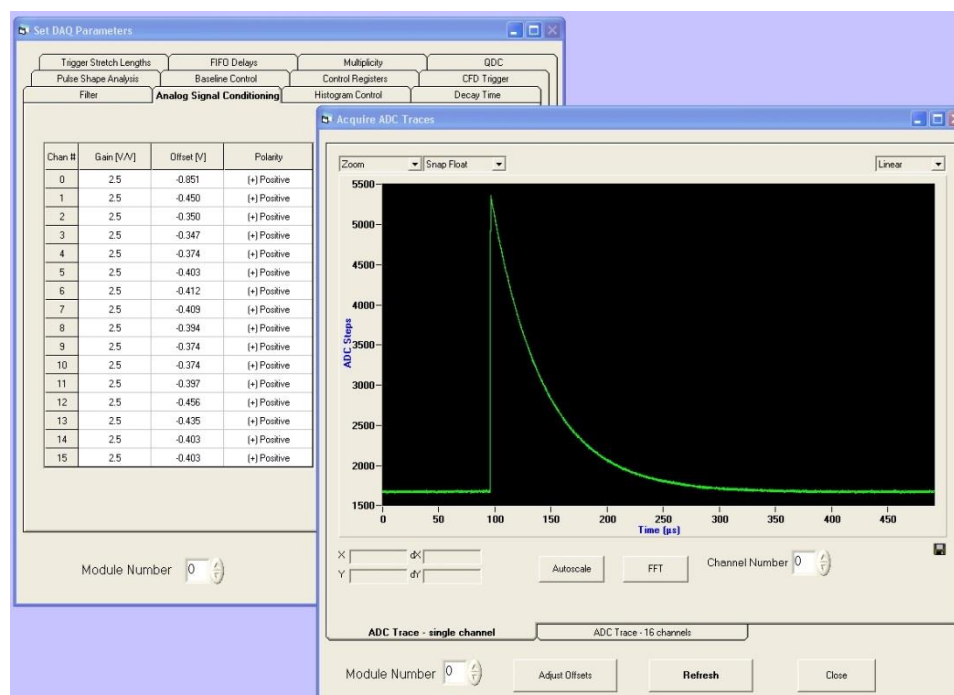 Set DAQ Parameters
Trigger Stretch Lengths FIFO Delays Multiplicity QDC
Pulse Shape Analysis Baseline Control Control Registers CFD Trigger
Filter Analog Signal Conditioning Histogram Control Decay Time
Chan # Gain [V/V] Offset [V] Polarity
0 2.5 -0.851 (+) Positive
1 2.5 -0.450 (+) Positive
2 2.5 -0.350 (+) Positive
3 2.5 -0.347 (+) Positive
4 2.5 -0.374 (+) Positive
5 2.5 -0.403 (+) Positive
6 2.5 -0.412 (+) Positive
7 2.5 -0.409 (+) Positive
8 2.5 -0.394 (+) Positive
9 2.5 -0.374 (+) Positive
10 2.5 -0.374 (+) Positive
11 2.5 -0.397 (+) Positive
12 2.5 -0.456 (+) Positive
13 2.5 -0.435 (+) Positive
14 2.5 -0.403 (+) Positive
15 2.5 -0.403 (+) Positive
Module Number 0
Acquire ADC Traces
Zoom Snap Float Linear
5500
5000
4500
4000
ADC Steps
3500
3000
2500
2000
1500
0 50 100 150 200 250 300 350 400 450
Time (µs)
X dX
Y dY
Autoscale FFT Channel Number 0
ADC Trace - single channel ADC Trace - 16 channels
Module Number 0 Adjust Offsets Refresh Close